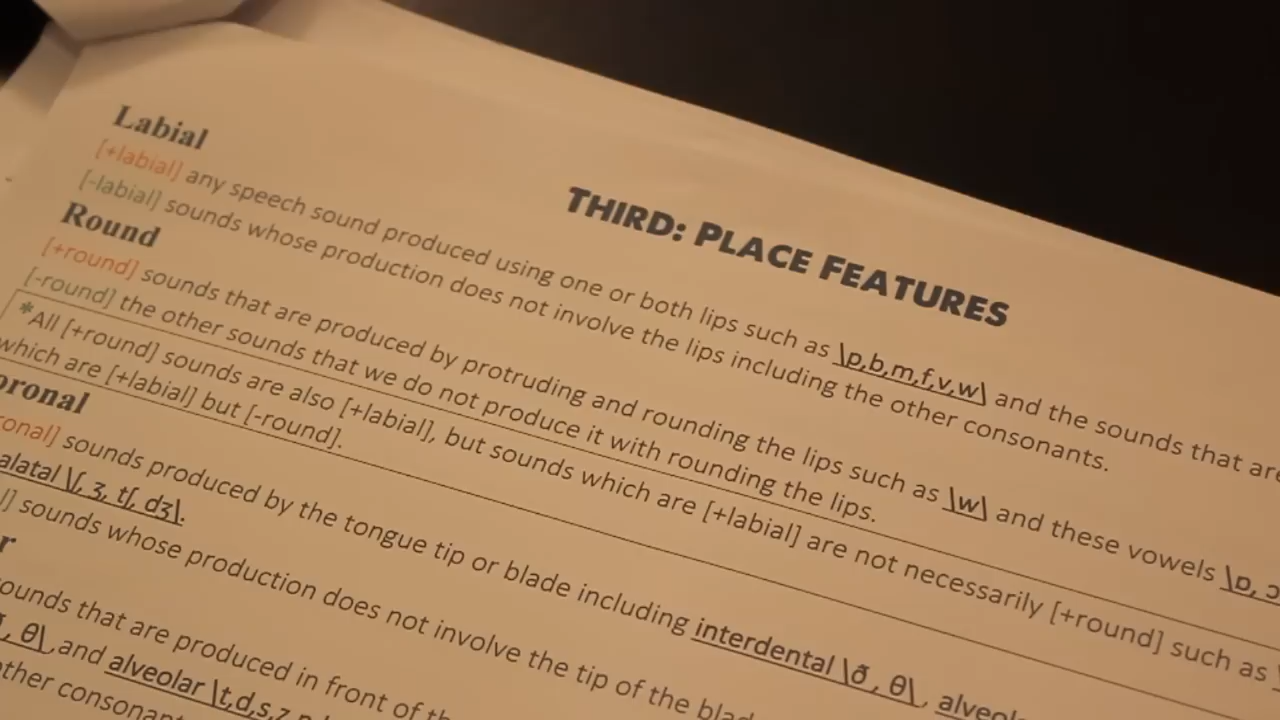 THIRD: PLACE FEATURES
Labial
[+labial] any speech sound produced using one or both lips such as \p,b,m,f,v,w\ and the sounds that are
[-labial] sounds whose production does not involve the lips including the other consonants.
Round
[+round] sounds that are produced by protruding and rounding the lips such as \w\ and these vowels \ɒ, ɔ
[-round] the other sounds that we do not produce it with rounding the lips.
*All [+round] sounds are also [+labial], but sounds which are [+labial] are not necessarily [+round] such as \
which are [+labial] but [-round].
oronal
ronal] sounds produced by the tongue tip or blade including interdental \ð , θ\, alveol
alatal \ʃ, ʒ, tʃ, dʒ\.
l] sounds whose production does not involve the tip of the blad
r
ounds that are produced in front of th
, θ\ ,and alveolar \t,d,s,z
other consonan